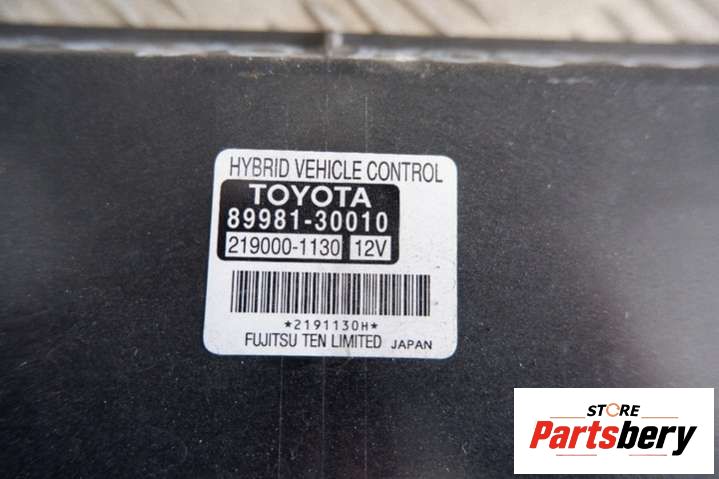 HYBRID VEHICLE CONTROL
TOYOTA
89981-30010
219000-1130 12V
*2191130H*
FUJITSU TEN LIMITED JAPAN
STORE
Partsbery